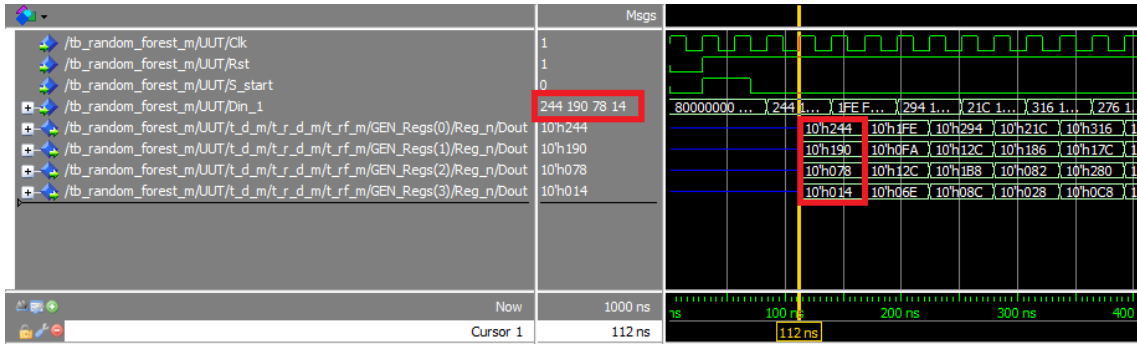 Msgs
/tb_random_forest_m/UUT/Clk 1
/tb_random_forest_m/UUT/Rst 1
/tb_random_forest_m/UUT/S_start 0
/tb_random_forest_m/UUT/Din_1 244 190 78 14 80000000 ... 244 1... 1FE F... 294 1... 21C 1... 316 1... 276 1.
/tb_random_forest_m/UUT/t_d_m/t_r_d_m/t_rf_m/GEN_Regs(0)/Reg_n/Dout 10'h244 10'h244 10'h1FE 10'h294 10'h21C 10'h316 1
/tb_random_forest_m/UUT/t_d_m/t_r_d_m/t_rf_m/GEN_Regs(1)/Reg_n/Dout 10'h190 10'h190 10'h0FA 10'h12C 10'h186 10'h17C 1
/tb_random_forest_m/UUT/t_d_m/t_r_d_m/t_rf_m/GEN_Regs(2)/Reg_n/Dout 10'h078 10'h078 10'h12C 10'h1B8 10'h082 10'h280 1
/tb_random_forest_m/UUT/t_d_m/t_r_d_m/t_rf_m/GEN_Regs(3)/Reg_n/Dout 10'h014 10'h014 10'h06E 10'h08C 10'h028 10'h0C8 1
Now 1000 ns ns 100 ns 200 ns 300 ns 400
Cursor 1 112 ns 112 ns